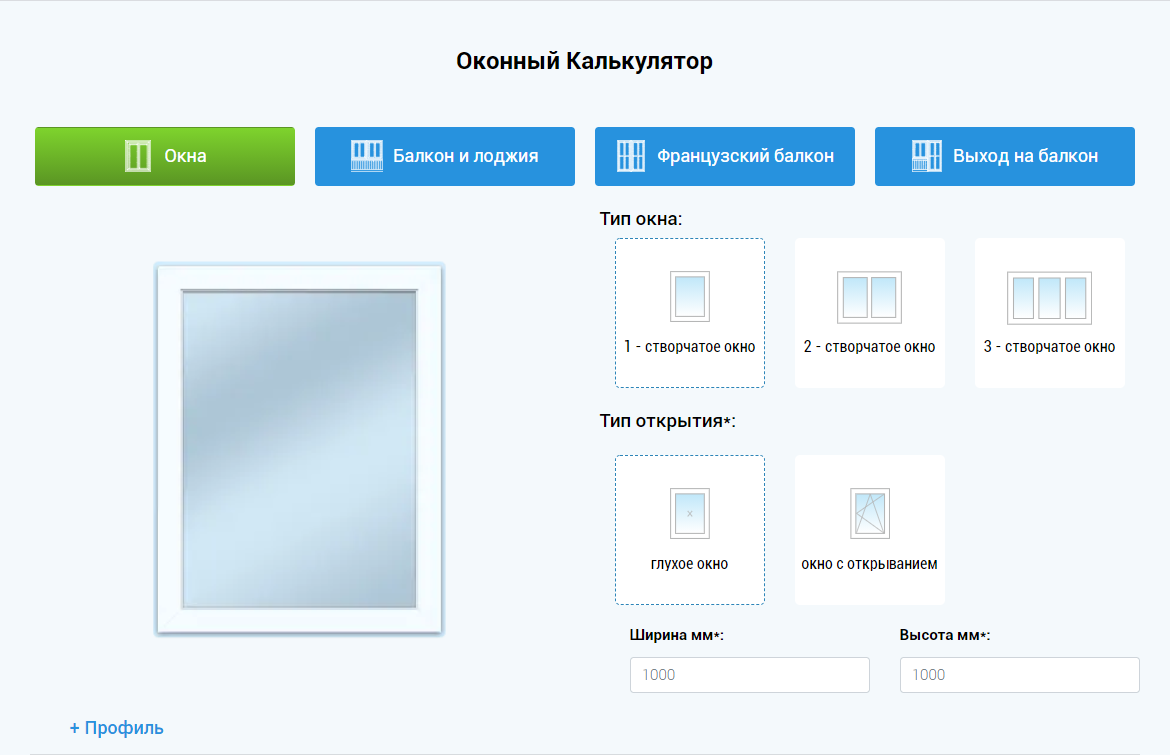 Оконный Калькулятор
Окна
Балкон и лоджия
Французский балкон
Выход на балкон
Тип окна:
1 - створчатое окно
2 - створчатое окно
3 - створчатое окно
Тип открытия*:
x
глухое окно
окно с открыванием
Ширина мм*:
Высота мм*:
1000
1000
+ Профиль